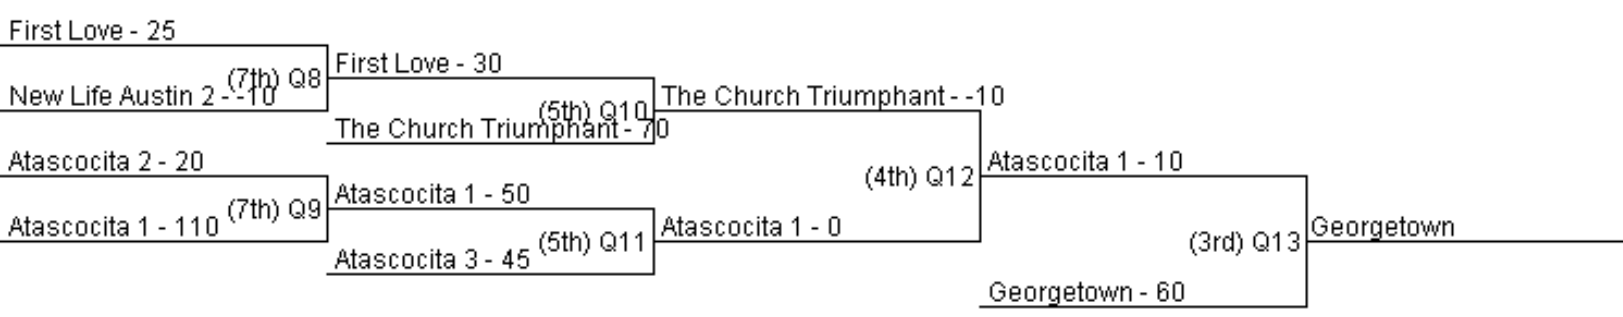 First Love - 25
(7th) Q8
New Life Austin 2 - -10
First Love - 30
(5th) Q10
The Church Triumphant - 70
The Church Triumphant - -10
Atascocita 2 - 20
(7th) Q9
Atascocita 1 - 110
Atascocita 1 - 50
(5th) Q11
Atascocita 3 - 45
Atascocita 1 - 0
(4th) Q12
Atascocita 1 - 10
(3rd) Q13
Georgetown - 60
Georgetown